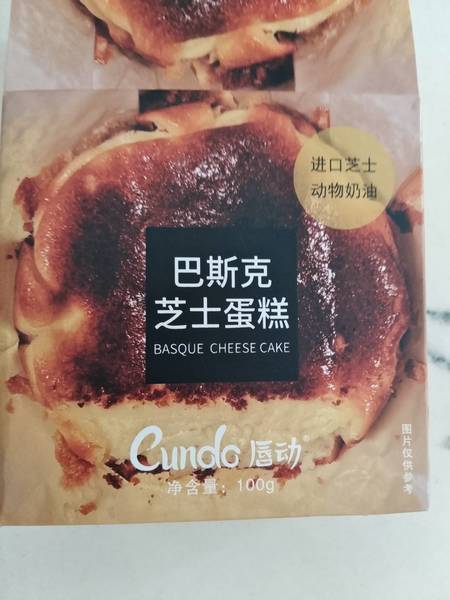 进口芝士
动物奶油
巴斯克
芝士蛋糕
BASQUE CHEESE CAKE
Cundo 唇动®
净含量：100g
图片仅供参考